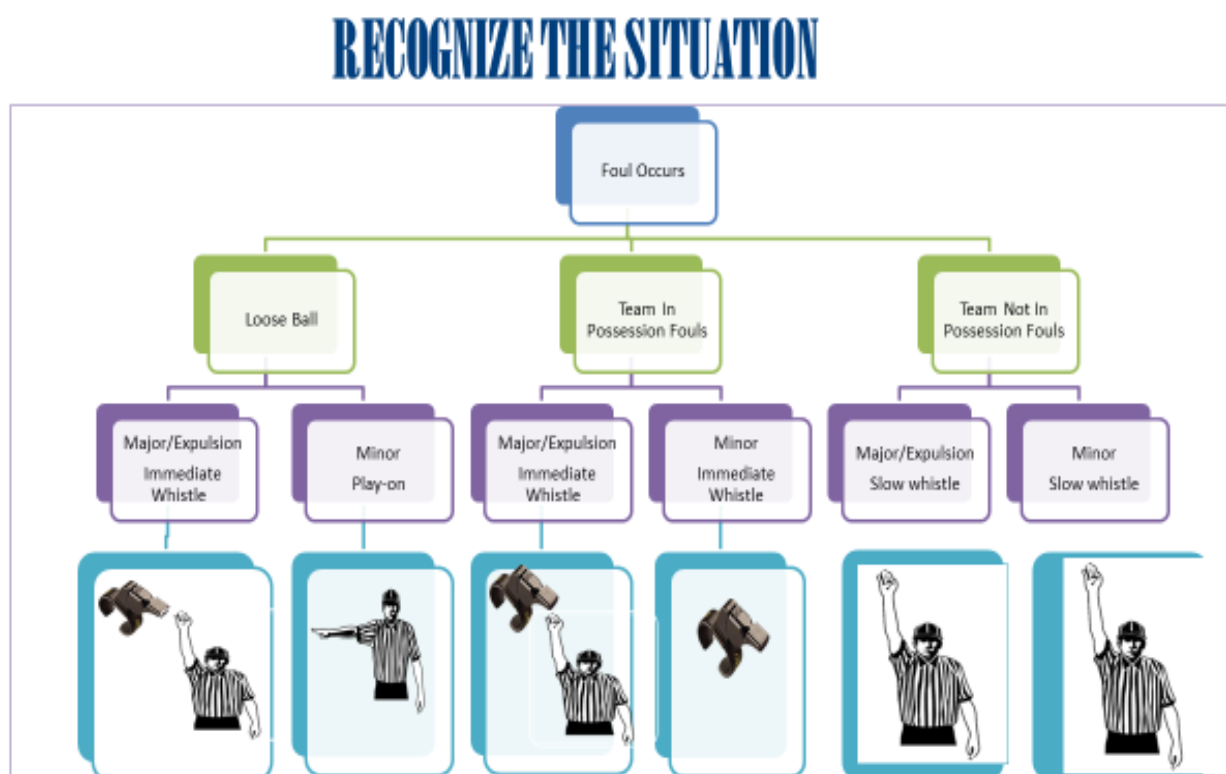 RECOGNIZE THE SITUATION
Foul Occurs
Loose Ball
Team In
Possession Fouls
Team Not In
Possession Fouls
Major/Expulsion
Immediate
Whistle
Minor
Play-on
Major/Expulsion
Immediate
Whistle
Minor
Immediate
Whistle
Major/Expulsion
Slow whistle
Minor
Slow whistle